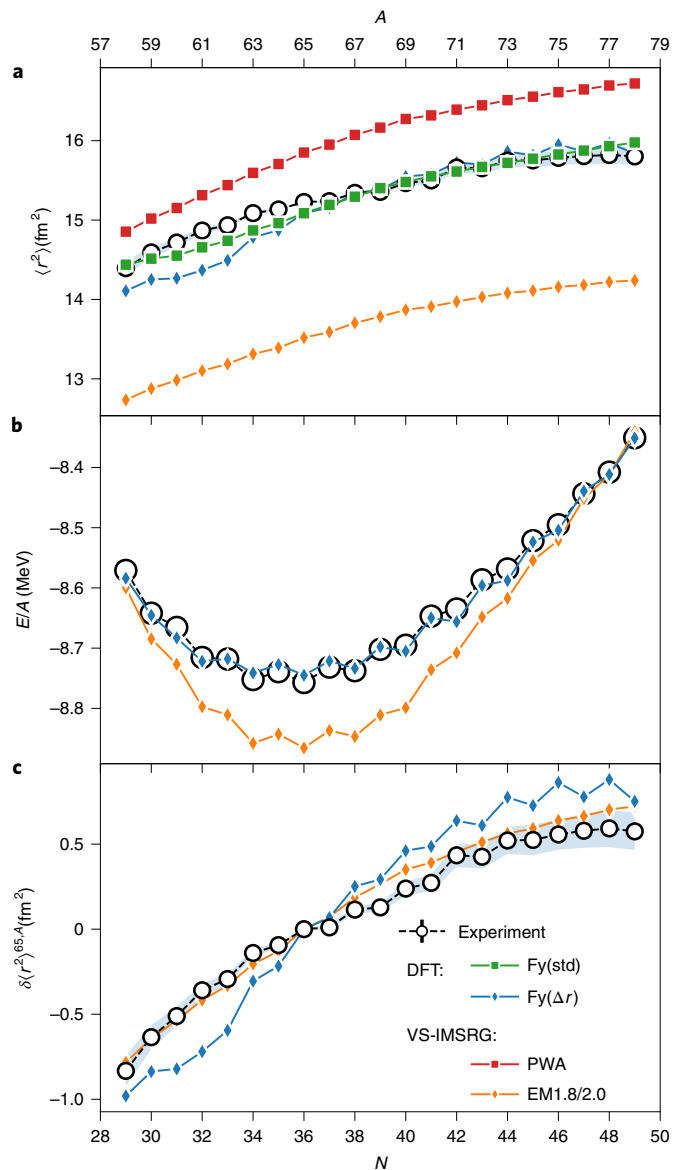 A
57 59 61 63 65 67 69 71 73 75 77 79
a
16
15
14
13
⟨r²⟩(fm²)
b
−8.4
−8.5
−8.6
−8.7
−8.8
E/A (MeV)
c
0.5
0
−0.5
−1.0
δ⟨r²⟩⁶⁵,ᴬ(fm²)
Experiment
DFT:
Fy(std)
Fy(Δr)
VS-IMSRG:
PWA
EM1.8/2.0
28 30 32 34 36 38 40 42 44 46 48 50
N